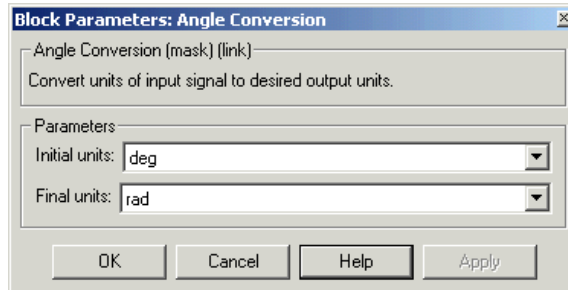 Block Parameters: Angle Conversion
Angle Conversion (mask) (link)
Convert units of input signal to desired output units.
Parameters
Initial units: deg
Final units: rad
OK Cancel Help Apply